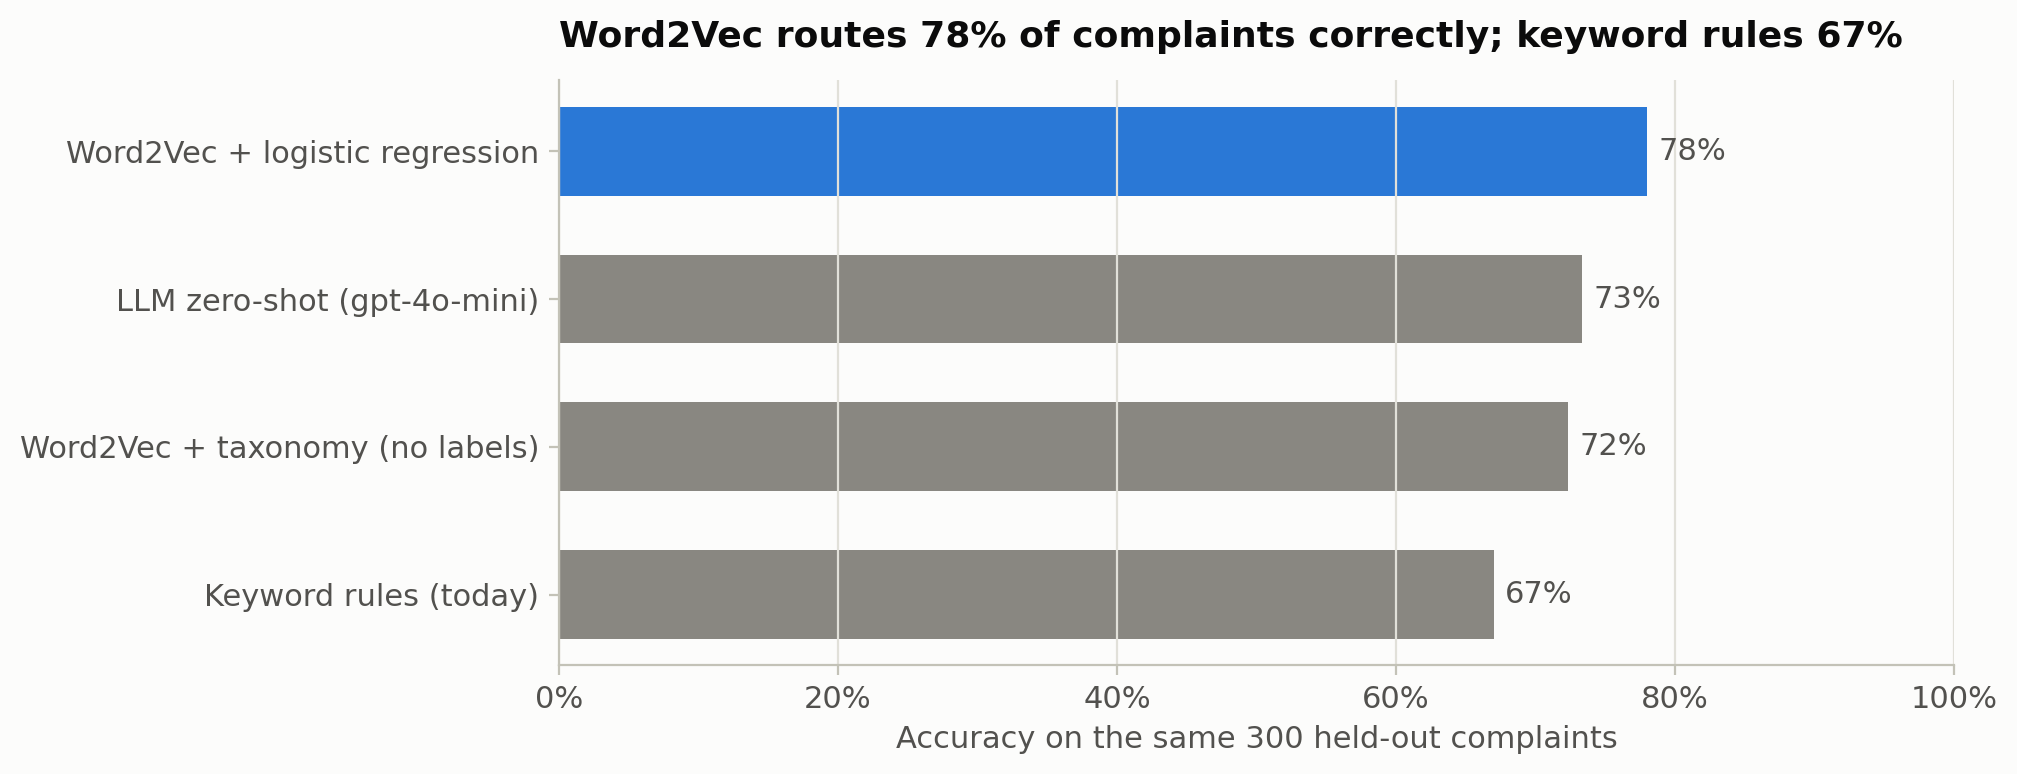 Word2Vec routes 78% of complaints correctly; keyword rules 67%
Word2Vec + logistic regression
78%
LLM zero-shot (gpt-4o-mini)
73%
Word2Vec + taxonomy (no labels)
72%
Keyword rules (today)
67%
0% 20% 40% 60% 80% 100%
Accuracy on the same 300 held-out complaints